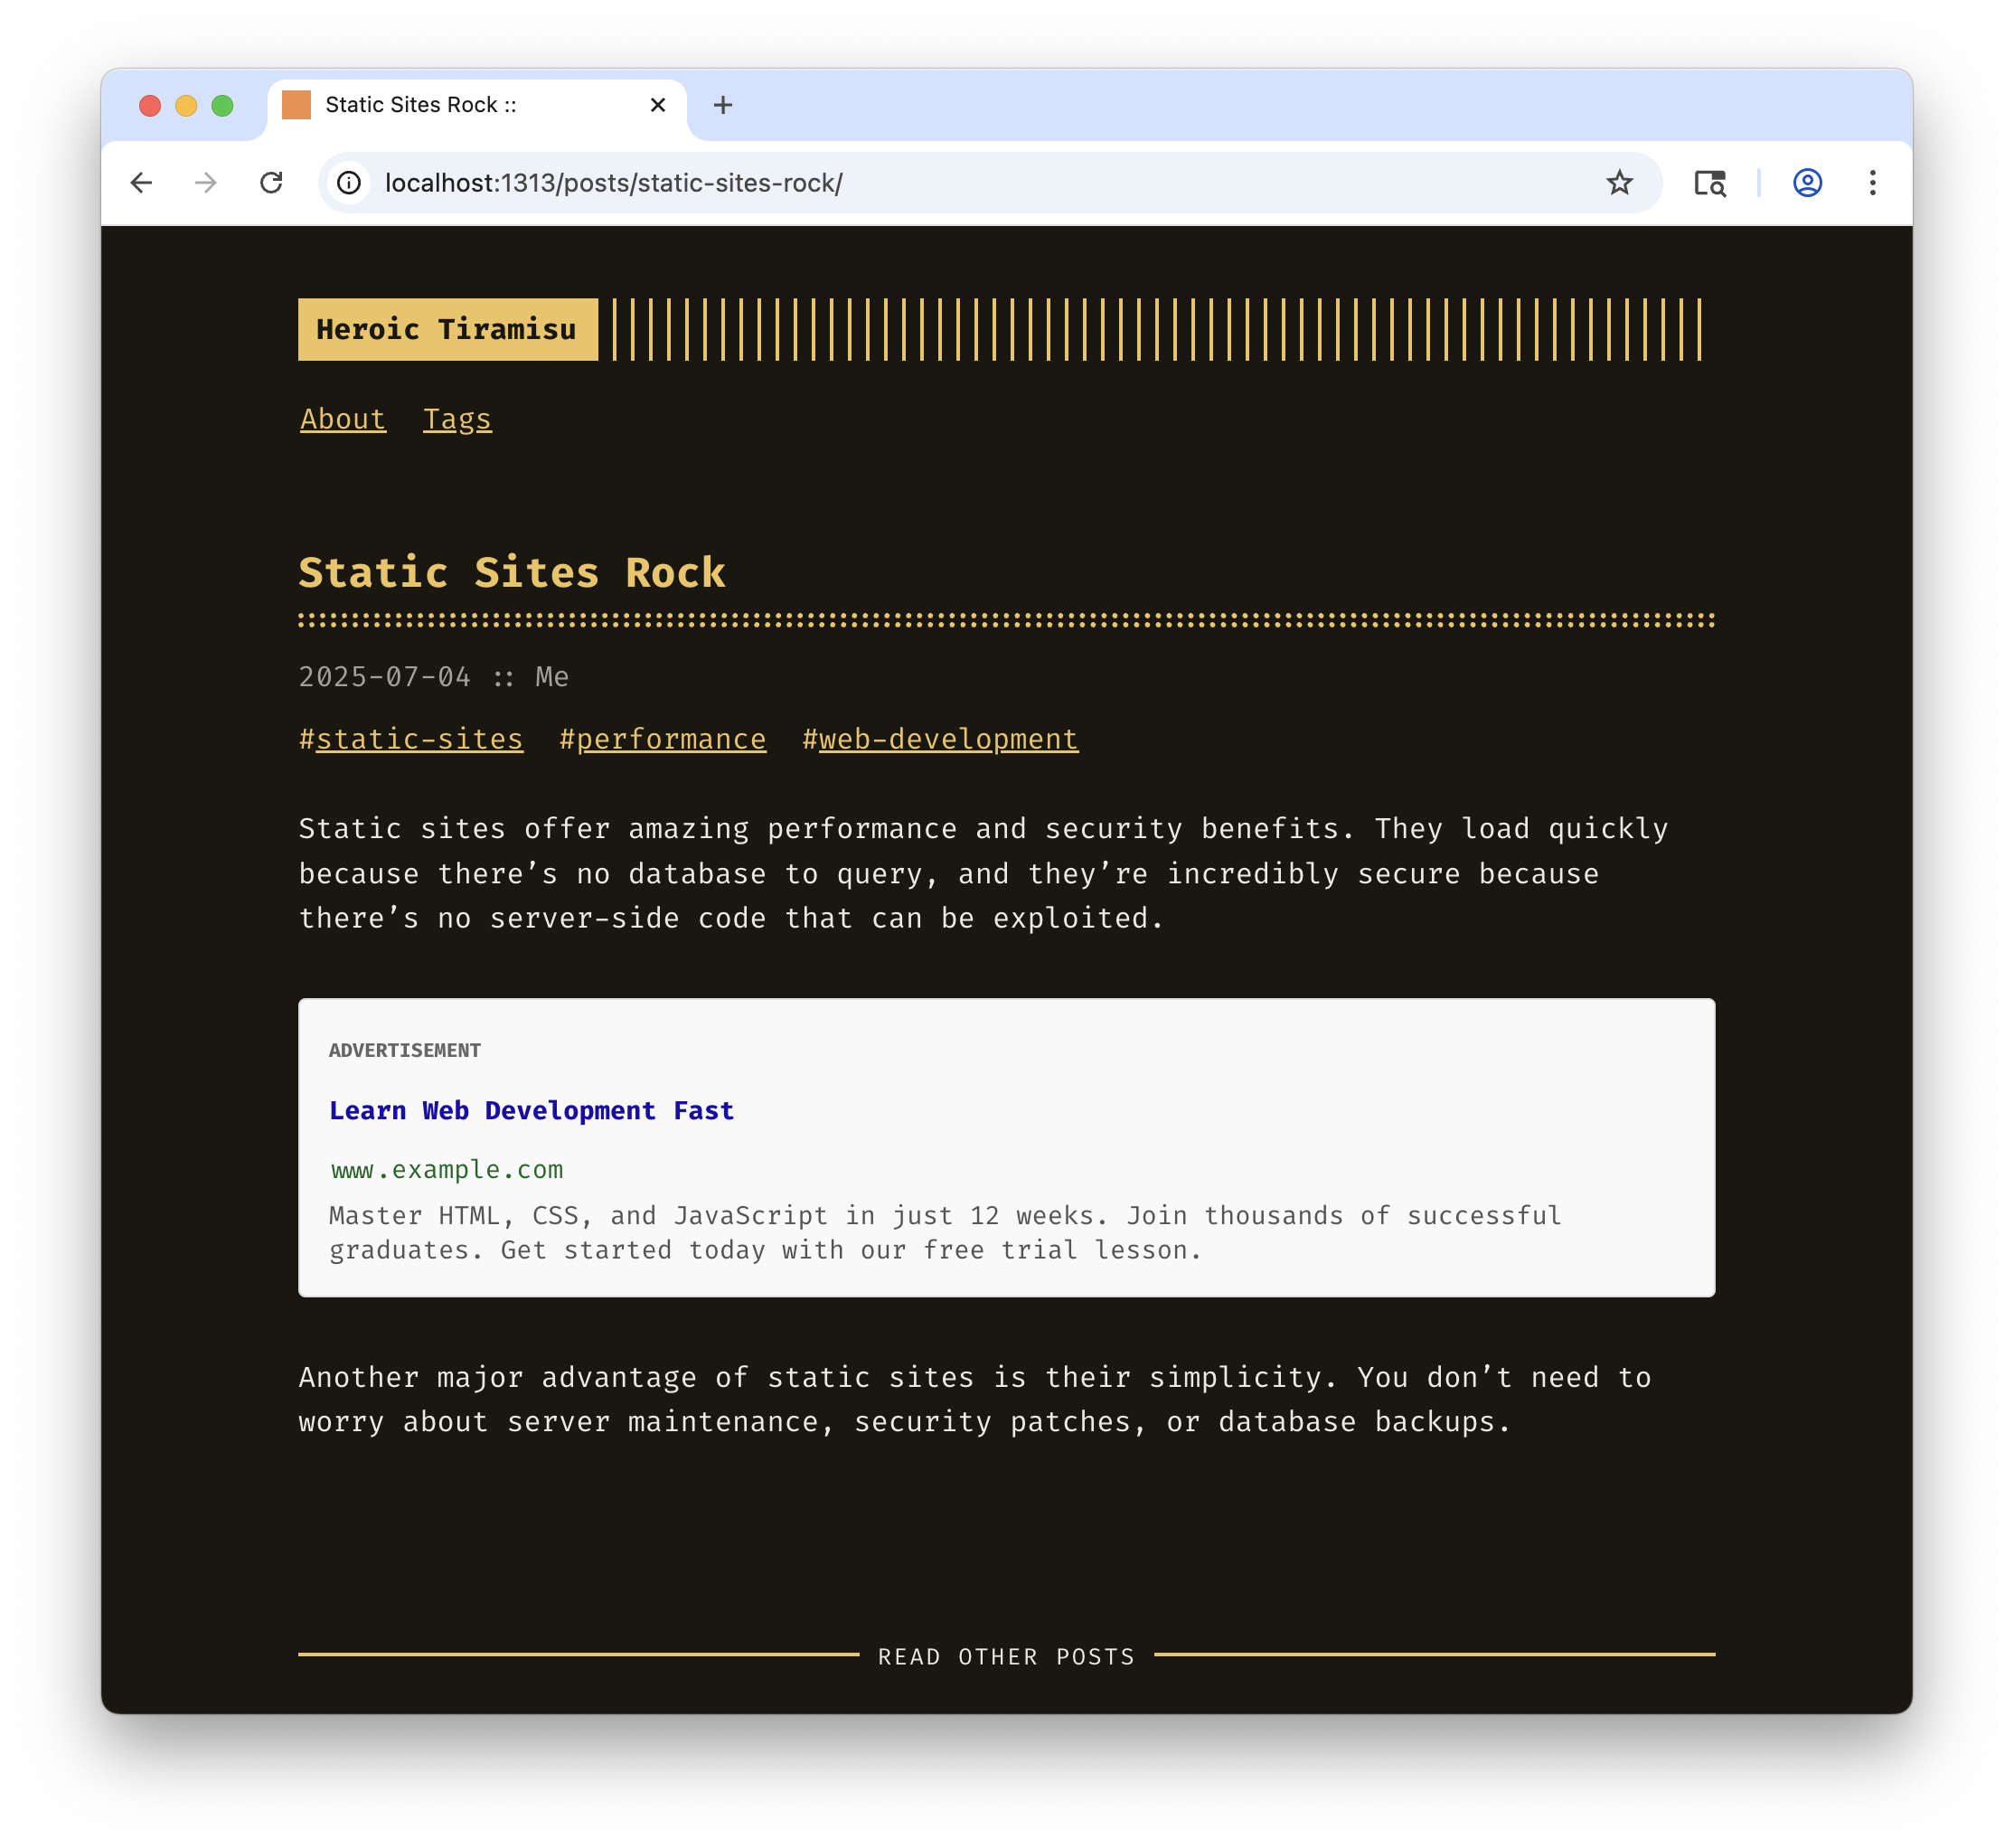 Static Sites Rock ::
localhost:1313/posts/static-sites-rock/
Heroic Tiramisu
About Tags
Static Sites Rock
2025-07-04 :: Me
#static-sites #performance #web-development
Static sites offer amazing performance and security benefits. They load quickly
because there’s no database to query, and they’re incredibly secure because
there’s no server-side code that can be exploited.
ADVERTISEMENT
Learn Web Development Fast
www.example.com
Master HTML, CSS, and JavaScript in just 12 weeks. Join thousands of successful
graduates. Get started today with our free trial lesson.
Another major advantage of static sites is their simplicity. You don’t need to
worry about server maintenance, security patches, or database backups.
READ OTHER POSTS